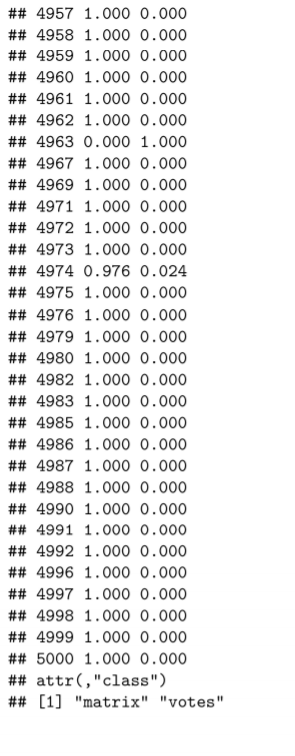 ## 4957 1.000 0.000
## 4958 1.000 0.000
## 4959 1.000 0.000
## 4960 1.000 0.000
## 4961 1.000 0.000
## 4962 1.000 0.000
## 4963 0.000 1.000
## 4967 1.000 0.000
## 4969 1.000 0.000
## 4971 1.000 0.000
## 4972 1.000 0.000
## 4973 1.000 0.000
## 4974 0.976 0.024
## 4975 1.000 0.000
## 4976 1.000 0.000
## 4979 1.000 0.000
## 4980 1.000 0.000
## 4982 1.000 0.000
## 4983 1.000 0.000
## 4985 1.000 0.000
## 4986 1.000 0.000
## 4987 1.000 0.000
## 4988 1.000 0.000
## 4990 1.000 0.000
## 4991 1.000 0.000
## 4992 1.000 0.000
## 4996 1.000 0.000
## 4997 1.000 0.000
## 4998 1.000 0.000
## 4999 1.000 0.000
## 5000 1.000 0.000
## attr(,"class")
## [1] "matrix" "votes"